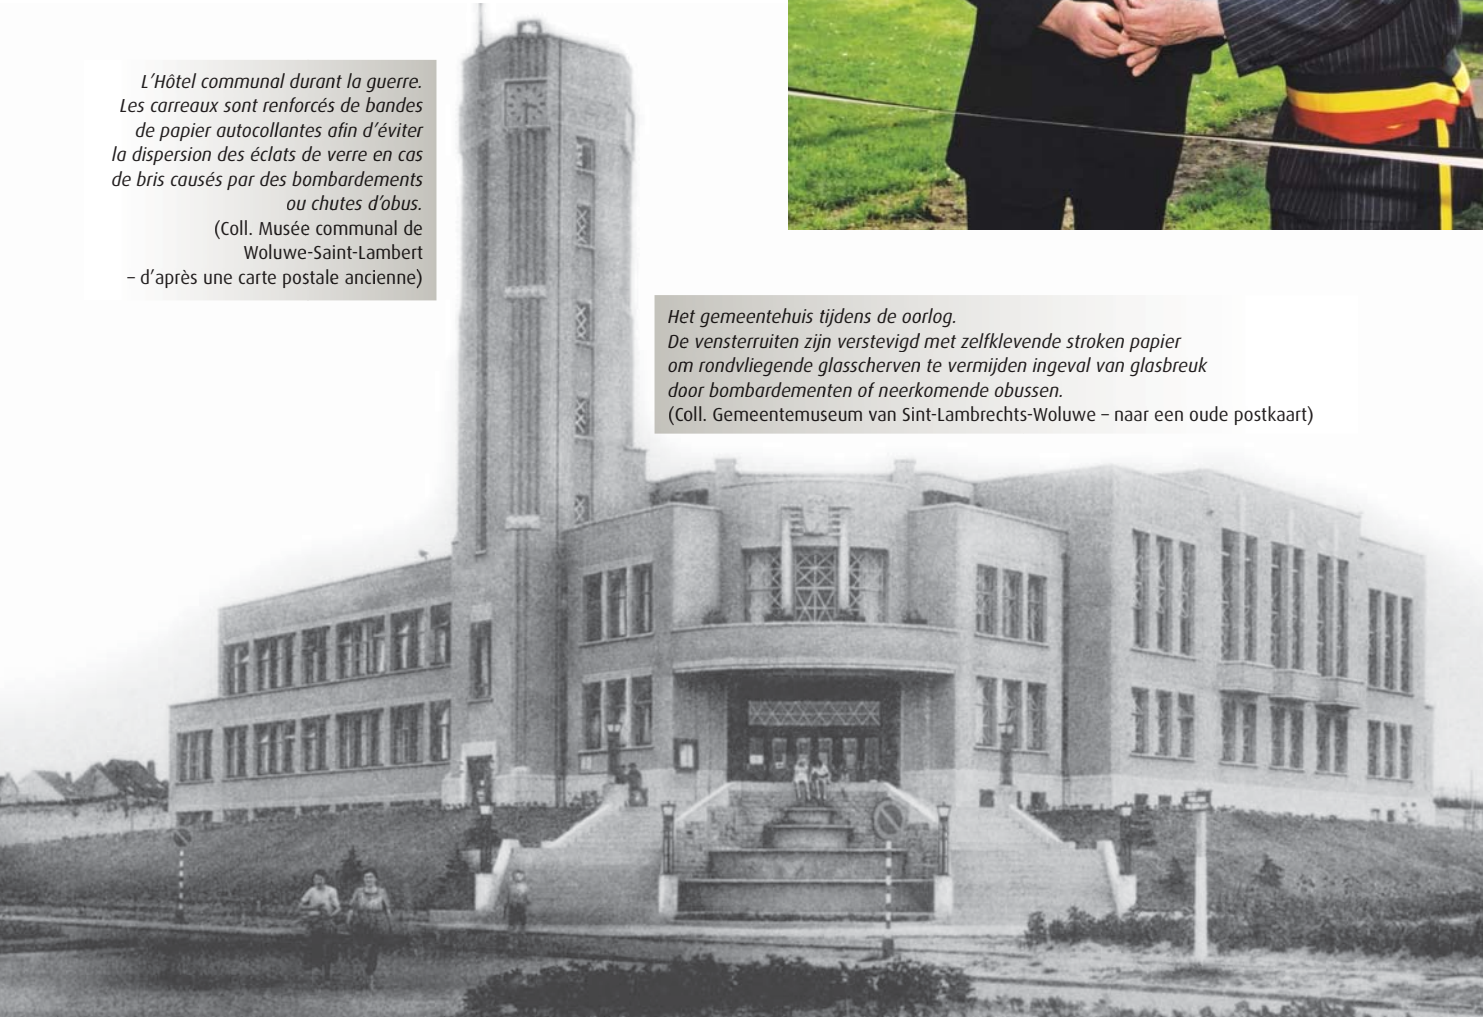 L'Hôtel communal durant la guerre.
Les carreaux sont renforcés de bandes
de papier autocollantes afin d'éviter
la dispersion des éclats de verre en cas
de bris causés par des bombardements
ou chutes d'obus.
(Coll. Musée communal de
Woluwe-Saint-Lambert
– d'après une carte postale ancienne)
Het gemeentehuis tijdens de oorlog.
De vensterruiten zijn verstevigd met zelfklevende stroken papier
om rondvliegende glasscherven te vermijden ingeval van glasbreuk
door bombardementen of neerkomende obussen.
(Coll. Gemeentemuseum van Sint-Lambrechts-Woluwe – naar een oude postkaart)